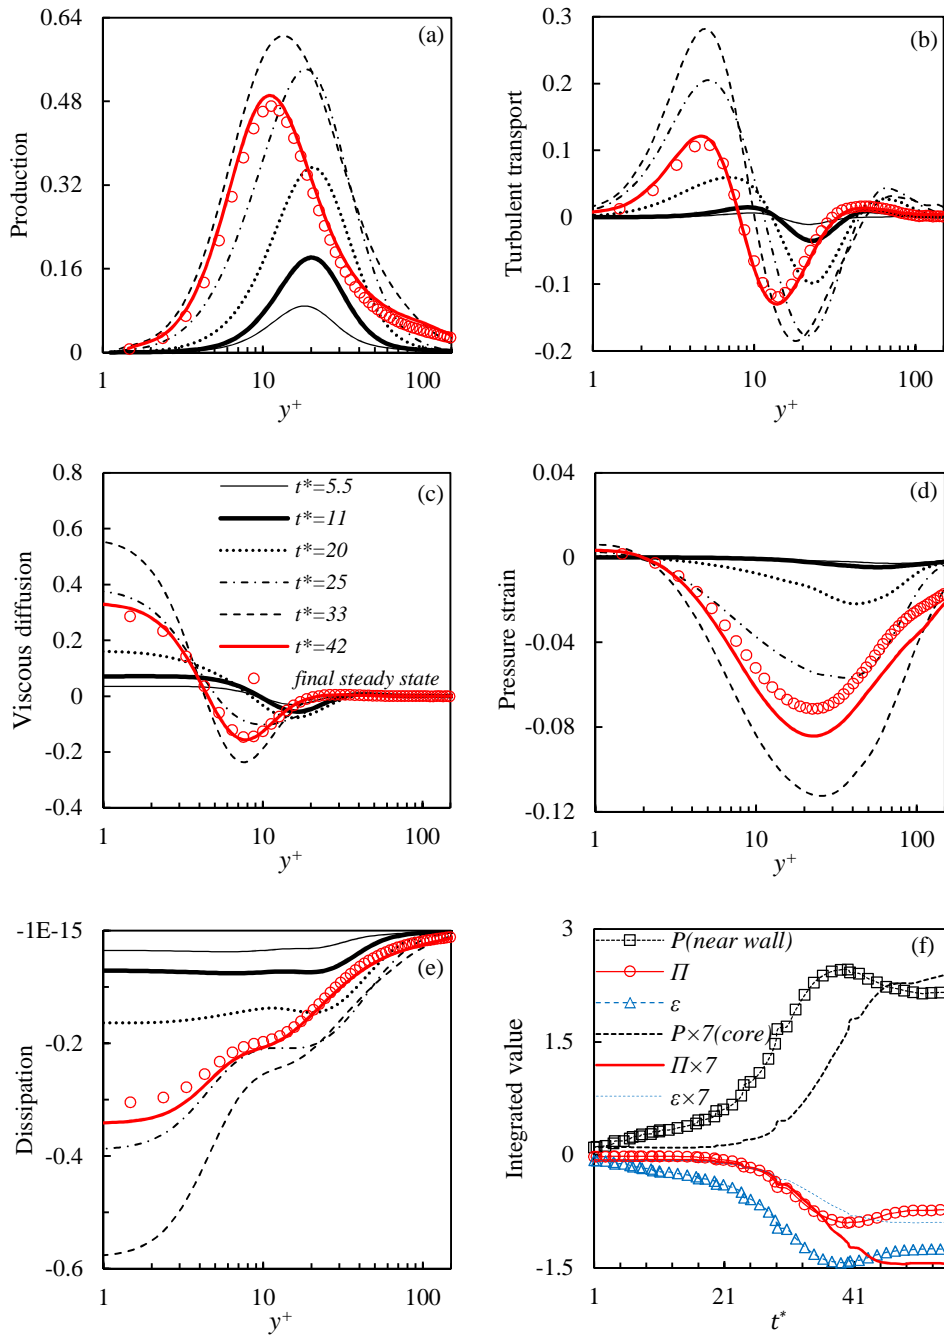 0.64
0.48
0.32
0.16
0
Production
(a)
1
10
100
y⁺
0.3
0.2
0.1
0
-0.1
-0.2
Turbulent transport
(b)
1
10
100
y⁺
0.8
0.6
0.4
0.2
0
-0.2
-0.4
Viscous diffusion
(c)
t*=5.5
t*=11
t*=20
t*=25
t*=33
t*=42
final steady state
1
10
100
y⁺
0.04
0
-0.04
-0.08
-0.12
Pressure strain
(d)
1
10
100
y⁺
-1E-15
-0.2
-0.4
-0.6
Dissipation
(e)
1
10
100
y⁺
3
1.5
0
-1.5
Integrated value
(f)
P(near wall)
Π
ε
P×7(core)
Π×7
ε×7
1
21
41
t*